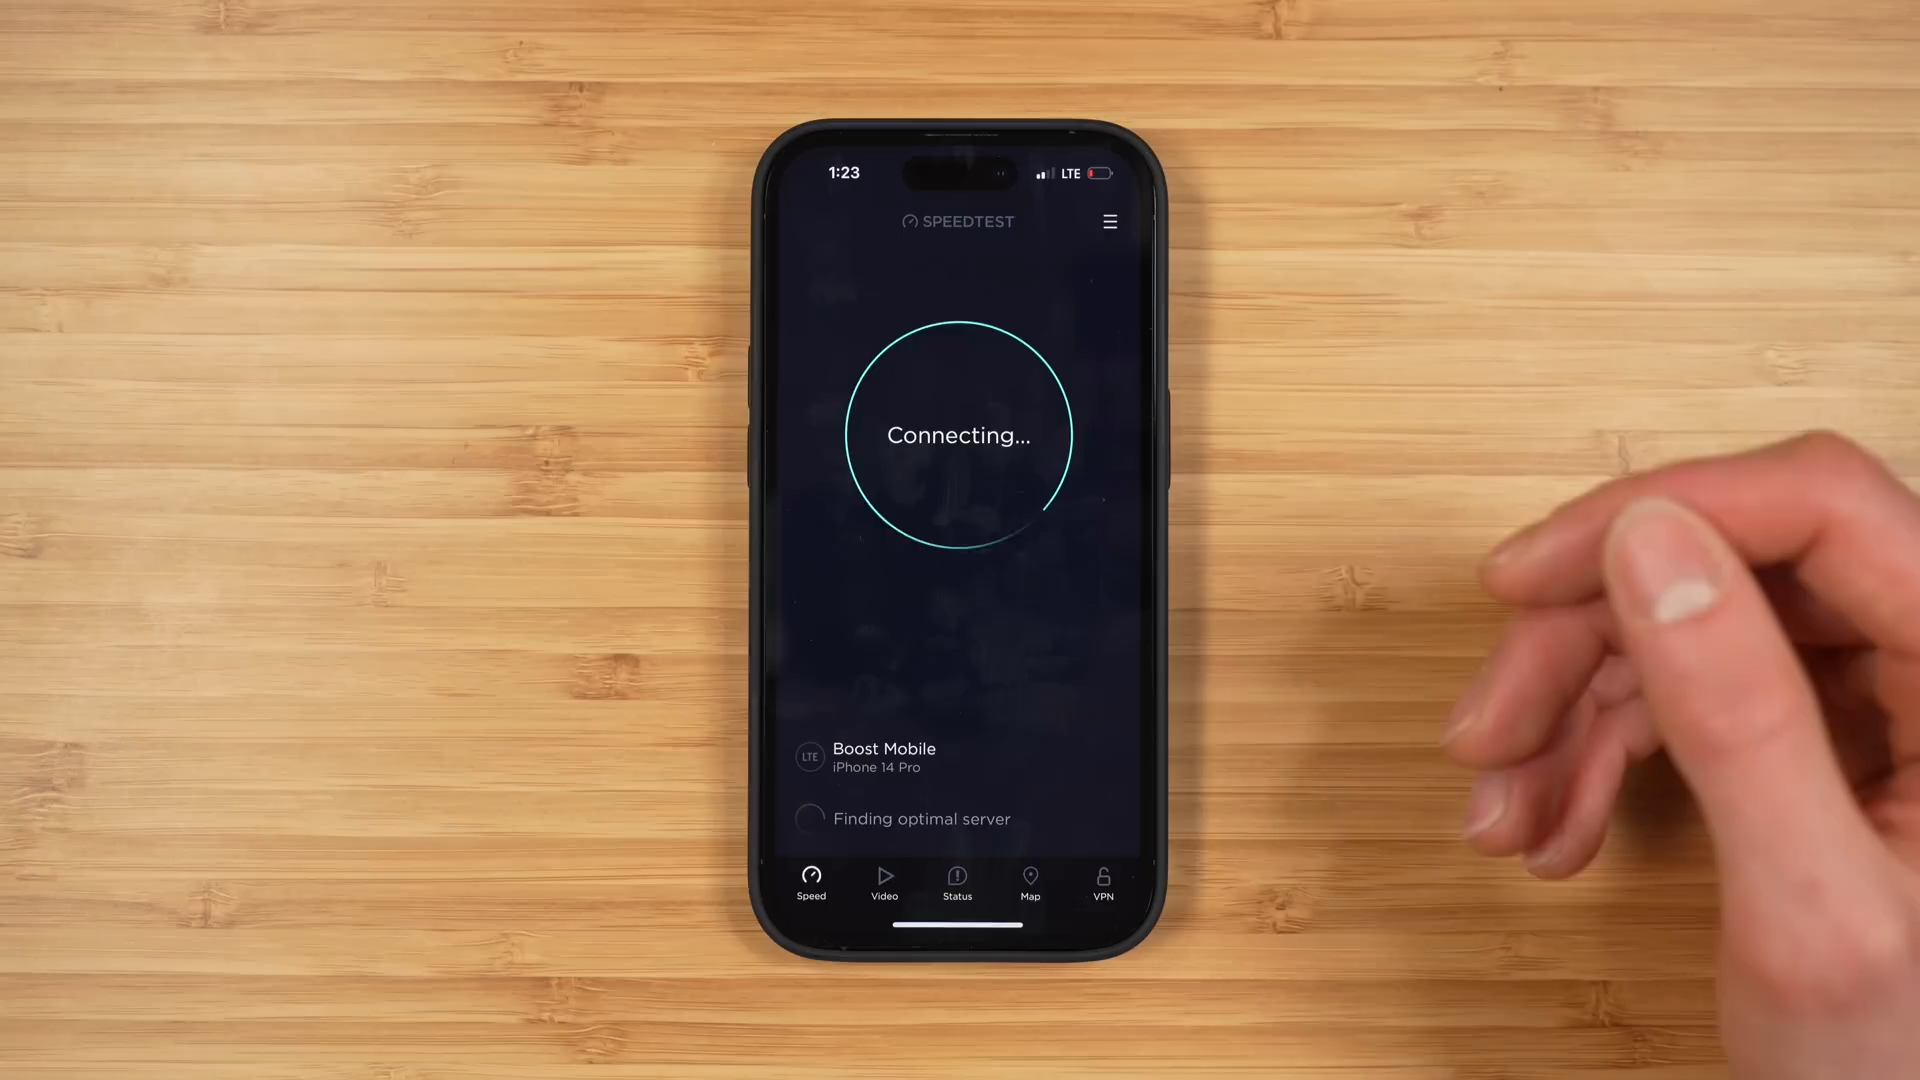 1:23
LTE
SPEEDTEST
Connecting...
LTE
Boost Mobile
iPhone 14 Pro
Finding optimal server
Speed
Video
Status
Map
VPN